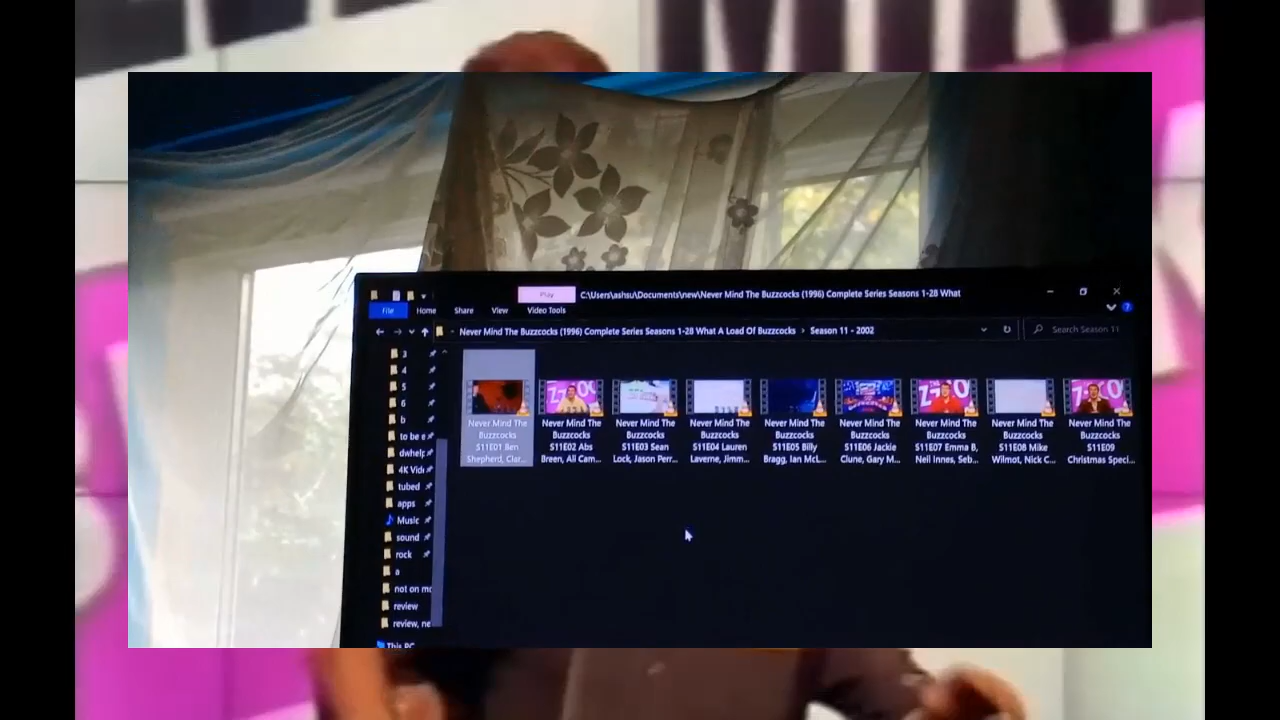 Play
C:\Users\ashsu\Documents\new\Never Mind The Buzzcocks (1996) Complete Series Seasons 1-28 What
File Home Share View Video Tools
Never Mind The Buzzcocks (1996) Complete Series Seasons 1-28 What A Load Of Buzzcocks > Season 11 - 2002
Search Season 11
3
4
5
6
b
to be e
dwhelp
4K Vide
tubed
apps
Music
sound
rock
a
not on mo
review
review, ne
This PC
Never Mind The
Buzzcocks
S11E01 Ben
Shepherd, Clar...
Never Mind The
Buzzcocks
S11E02 Abs
Breen, Ali Cam...
Never Mind The
Buzzcocks
S11E03 Sean
Lock, Jason Perr...
Never Mind The
Buzzcocks
S11E04 Lauren
Laverne, Jimm...
Never Mind The
Buzzcocks
S11E05 Billy
Bragg, Ian McL...
Never Mind The
Buzzcocks
S11E06 Jackie
Clune, Gary M...
Never Mind The
Buzzcocks
S11E07 Emma B,
Neil Innes, Seb...
Never Mind The
Buzzcocks
S11E08 Mike
Wilmot, Nick C...
Never Mind The
Buzzcocks
S11E09
Christmas Speci...